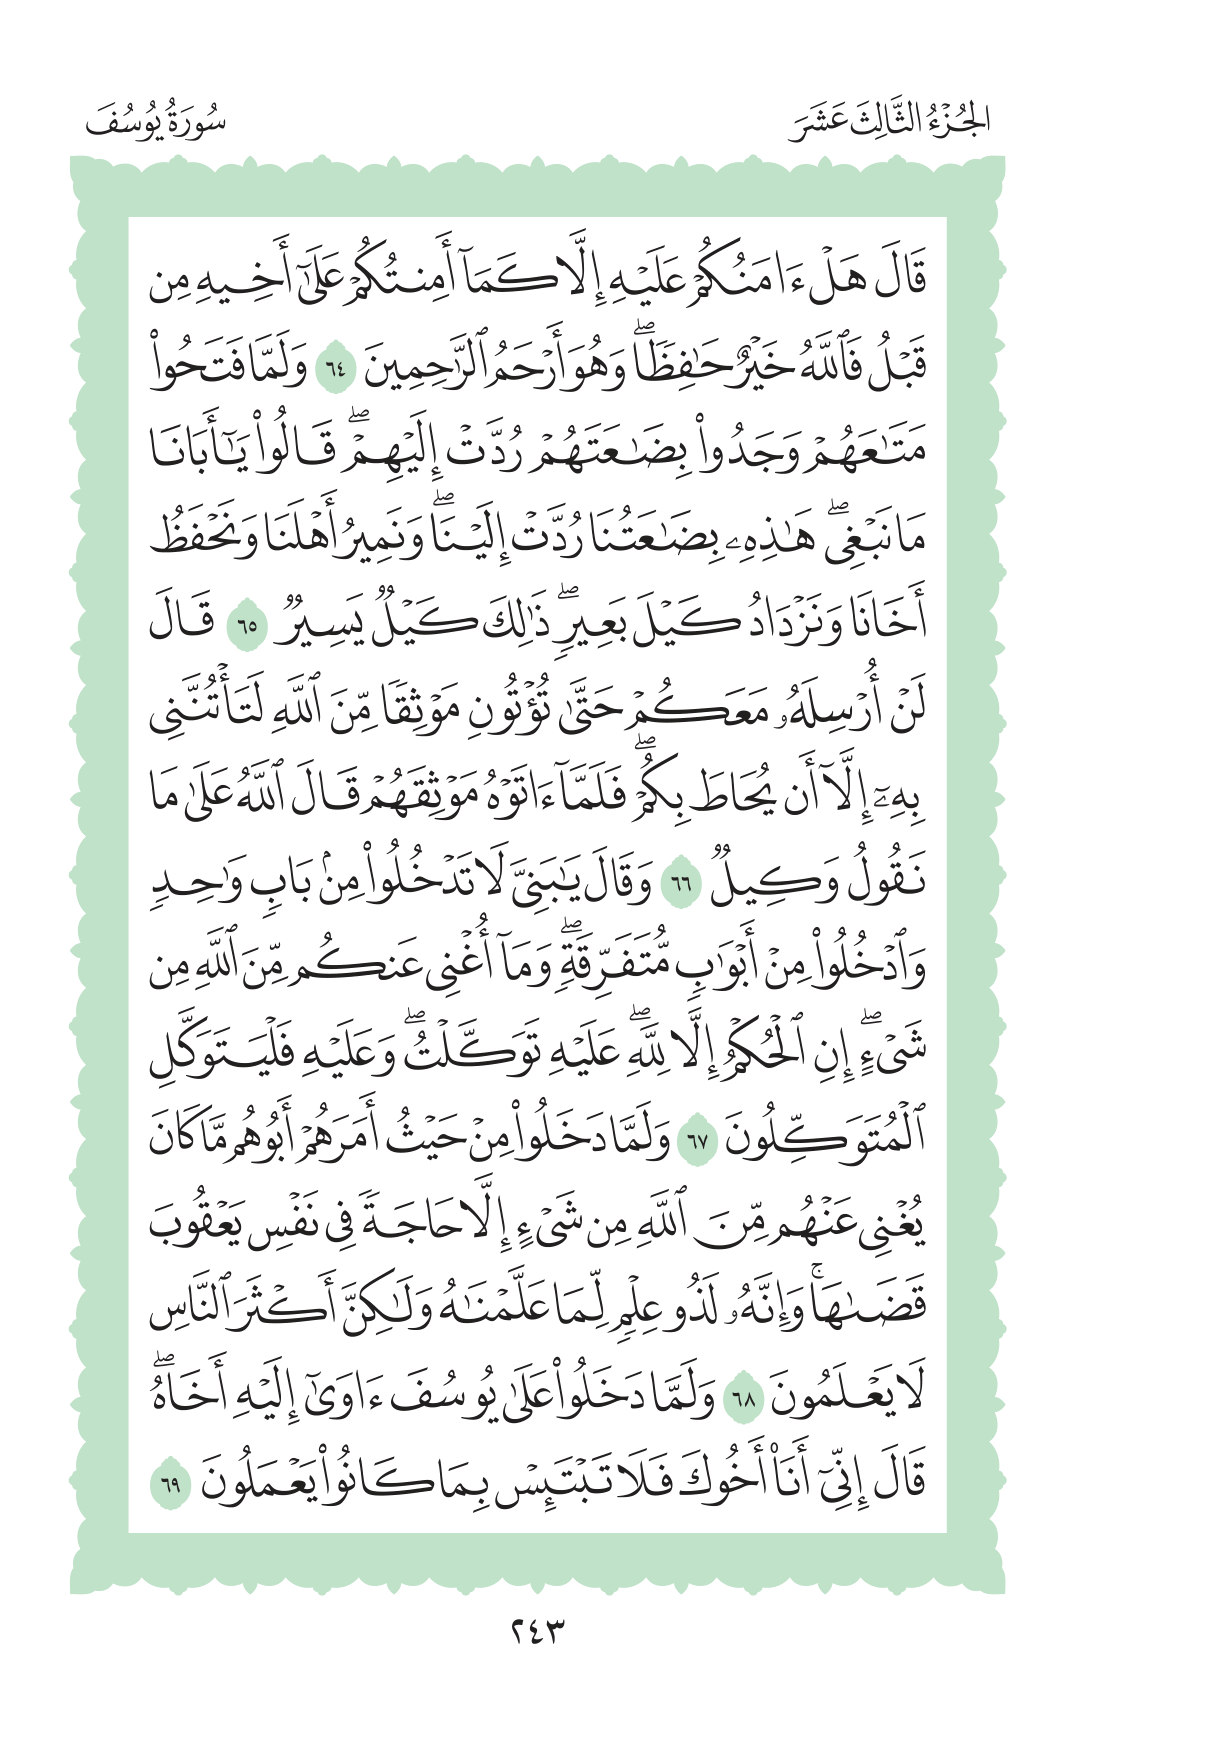 الجُزْءُ الثَّالِثَ عَشَرَ
سُورَةُ يُوسُفَ
قَالَ هَلْ ءَامَنُكُمْ عَلَيْهِ إِلَّا كَمَآ أَمِنتُكُمْ عَلَىٰٓ أَخِيهِ مِن
قَبْلُ فَٱللَّهُ خَيْرٌ حَـٰفِظًاۖ وَهُوَ أَرْحَمُ ٱلرَّٰحِمِينَ ٦٤ وَلَمَّا فَتَحُوا۟
مَتَـٰعَهُمْ وَجَدُوا۟ بِضَـٰعَتَهُمْ رُدَّتْ إِلَيْهِمْۖ قَالُوا۟ يَـٰٓأَبَانَا
مَا نَبْغِىۖ هَـٰذِهِۦ بِضَـٰعَتُنَا رُدَّتْ إِلَيْنَاۖ وَنَمِيرُ أَهْلَنَا وَنَحْفَظُ
أَخَانَا وَنَزْدَادُ كَيْلَ بَعِيرٍۖ ذَٰلِكَ كَيْلٌ يَسِيرٌ ٦٥ قَالَ
لَنْ أُرْسِلَهُۥ مَعَكُمْ حَتَّىٰ تُؤْتُونِ مَوْثِقًا مِّنَ ٱللَّهِ لَتَأْتُنَّنِى
بِهِۦٓ إِلَّآ أَن يُحَاطَ بِكُمْۖ فَلَمَّآ ءَاتَوْهُ مَوْثِقَهُمْ قَالَ ٱللَّهُ عَلَىٰ مَا
نَقُولُ وَكِيلٌ ٦٦ وَقَالَ يَـٰبَنِىَّ لَا تَدْخُلُوا۟ مِنۢ بَابٍ وَٰحِدٍ
وَٱدْخُلُوا۟ مِنْ أَبْوَٰبٍ مُّتَفَرِّقَةٍۖ وَمَآ أُغْنِى عَنكُم مِّنَ ٱللَّهِ مِن
شَىْءٍۖ إِنِ ٱلْحُكْمُ إِلَّا لِلَّهِۖ عَلَيْهِ تَوَكَّلْتُۖ وَعَلَيْهِ فَلْيَتَوَكَّلِ
ٱلْمُتَوَكِّلُونَ ٦٧ وَلَمَّا دَخَلُوا۟ مِنْ حَيْثُ أَمَرَهُمْ أَبُوهُم مَّا كَانَ
يُغْنِى عَنْهُم مِّنَ ٱللَّهِ مِن شَىْءٍ إِلَّا حَاجَةً فِى نَفْسِ يَعْقُوبَ
قَضَىٰهَاۚ وَإِنَّهُۥ لَذُو عِلْمٍ لِّمَا عَلَّمْنَـٰهُ وَلَـٰكِنَّ أَكْثَرَ ٱلنَّاسِ
لَا يَعْلَمُونَ ٦٨ وَلَمَّا دَخَلُوا۟ عَلَىٰ يُوسُفَ ءَاوَىٰٓ إِلَيْهِ أَخَاهُۖ
قَالَ إِنِّىٓ أَنَا۠ أَخُوكَ فَلَا تَبْتَئِسْ بِمَا كَانُوا۟ يَعْمَلُونَ ٦٩
٢٤٣